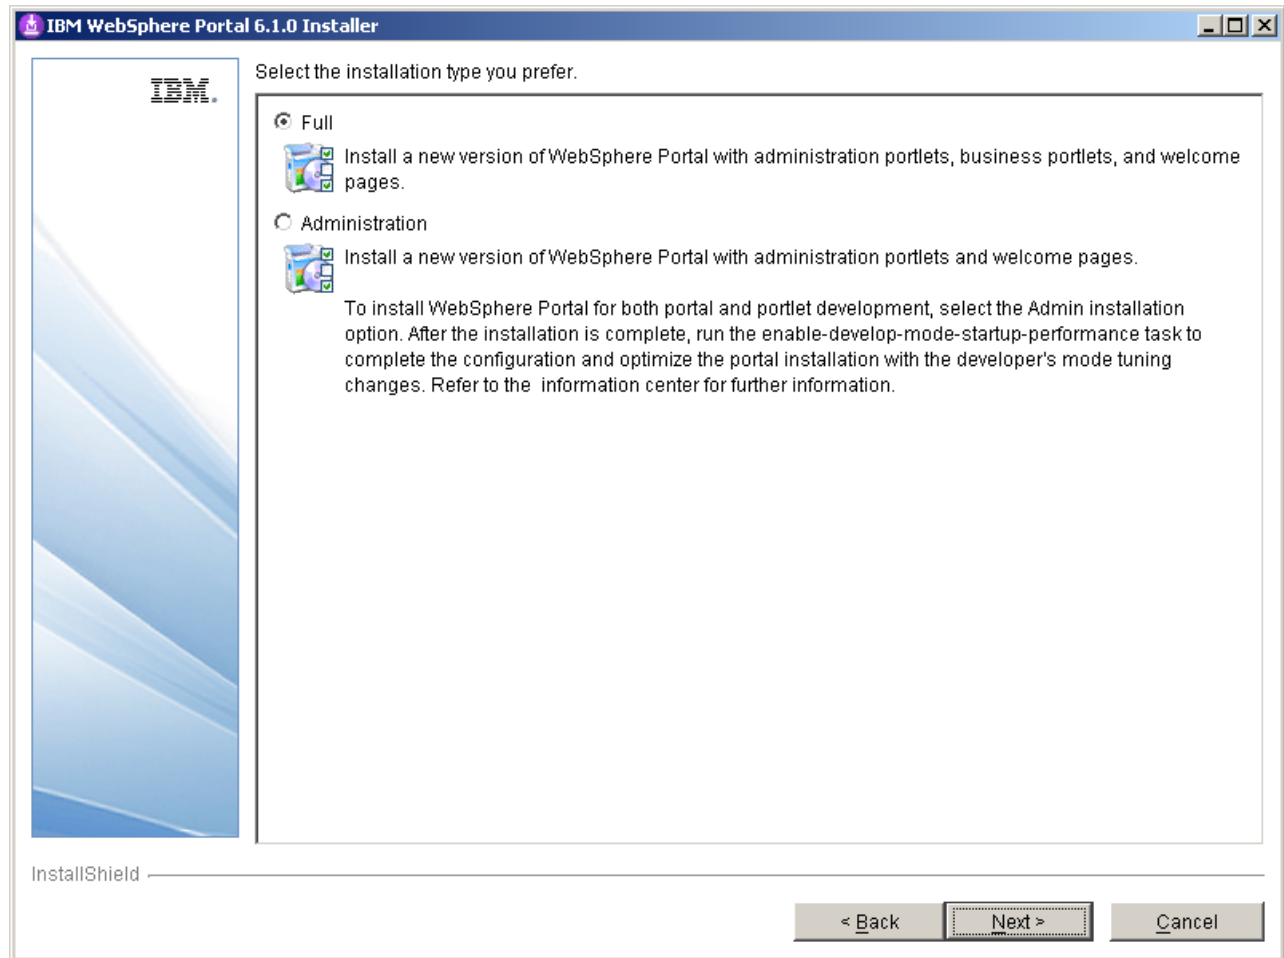 IBM WebSphere Portal 6.1.0 Installer
IBM.
Select the installation type you prefer.
Full
Install a new version of WebSphere Portal with administration portlets, business portlets, and welcome
pages.
Administration
Install a new version of WebSphere Portal with administration portlets and welcome pages.
To install WebSphere Portal for both portal and portlet development, select the Admin installation
option. After the installation is complete, run the enable-develop-mode-startup-performance task to
complete the configuration and optimize the portal installation with the developer's mode tuning
changes. Refer to the  information center for further information.
InstallShield
< Back
Next >
Cancel